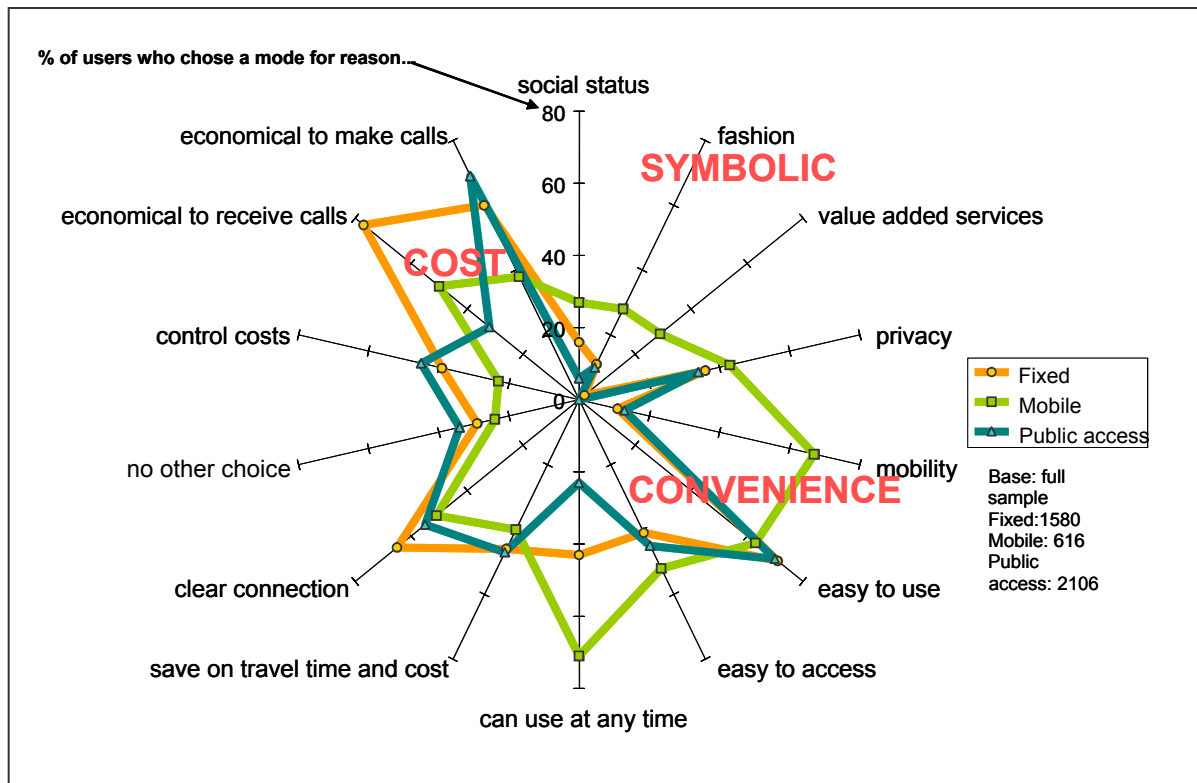 % of users who chose a mode for reason...
social status
80
economical to make calls
fashion
SYMBOLIC
60
economical to receive calls
value added services
COST
40
control costs
privacy
20
Fixed
Mobile
Public access
0
no other choice
mobility
CONVENIENCE
Base: full
sample
Fixed:1580
Mobile: 616
Public
access: 2106
clear connection
easy to use
save on travel time and cost
easy to access
can use at any time